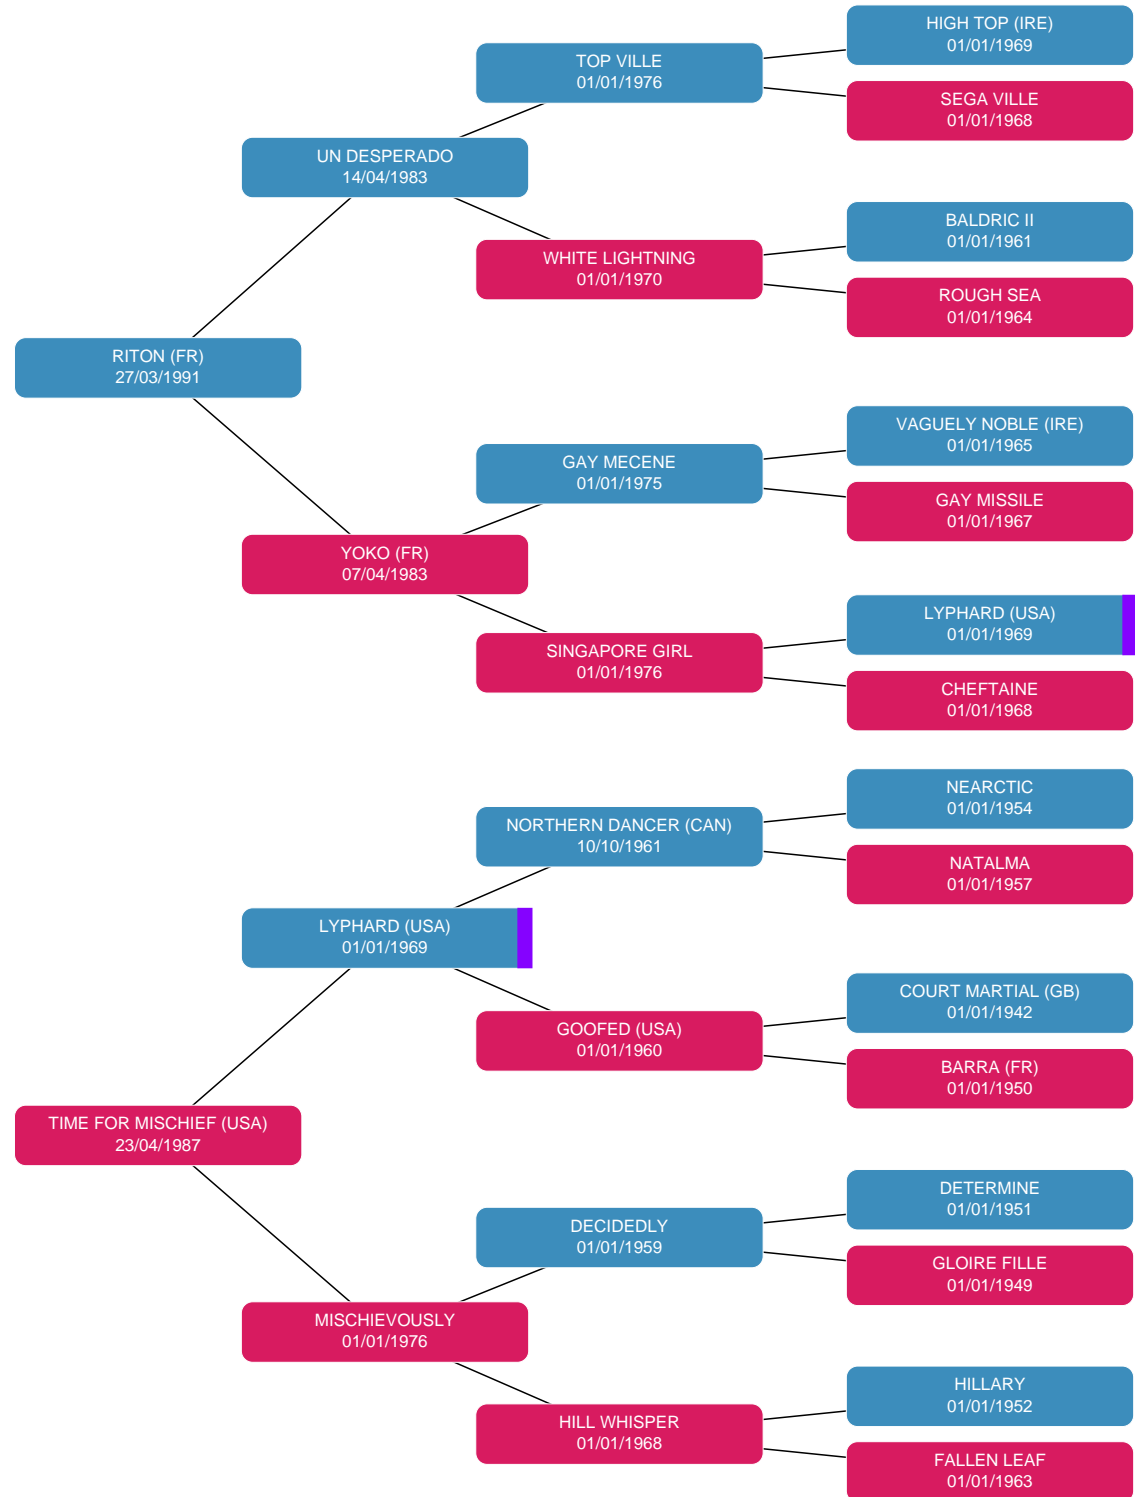 HIGH TOP (IRE)
01/01/1969
TOP VILLE
01/01/1976
SEGA VILLE
01/01/1968
UN DESPERADO
14/04/1983
BALDRIC II
01/01/1961
WHITE LIGHTNING
01/01/1970
ROUGH SEA
01/01/1964
RITON (FR)
27/03/1991
VAGUELY NOBLE (IRE)
01/01/1965
GAY MECENE
01/01/1975
GAY MISSILE
01/01/1967
YOKO (FR)
07/04/1983
LYPHARD (USA)
01/01/1969
SINGAPORE GIRL
01/01/1976
CHEFTAINE
01/01/1968
NEARCTIC
01/01/1954
NORTHERN DANCER (CAN)
10/10/1961
NATALMA
01/01/1957
LYPHARD (USA)
01/01/1969
COURT MARTIAL (GB)
01/01/1942
GOOFED (USA)
01/01/1960
BARRA (FR)
01/01/1950
TIME FOR MISCHIEF (USA)
23/04/1987
DETERMINE
01/01/1951
DECIDEDLY
01/01/1959
GLOIRE FILLE
01/01/1949
MISCHIEVOUSLY
01/01/1976
HILLARY
01/01/1952
HILL WHISPER
01/01/1968
FALLEN LEAF
01/01/1963